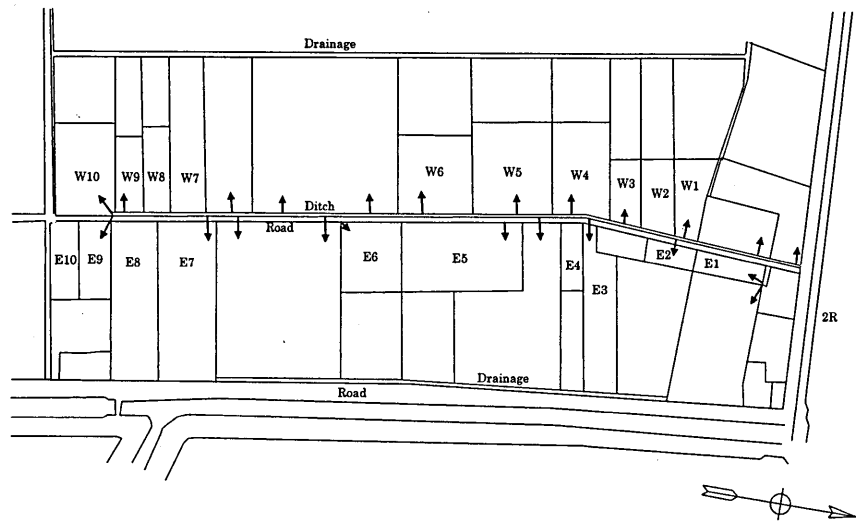 Drainage
W10
W9
W8
W7
W6
W5
W4
W3
W2
W1
Ditch
Road
E10
E9
E8
E7
E6
E5
E4
E3
E2
E1
2R
Drainage
Road